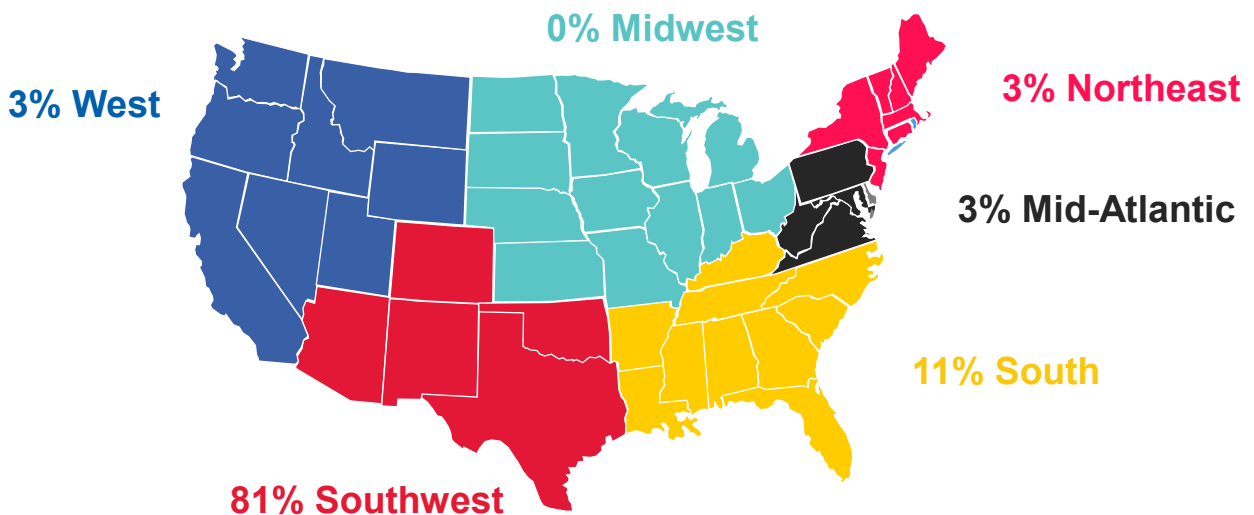 0% Midwest
3% West
3% Northeast
3% Mid-Atlantic
11% South
81% Southwest